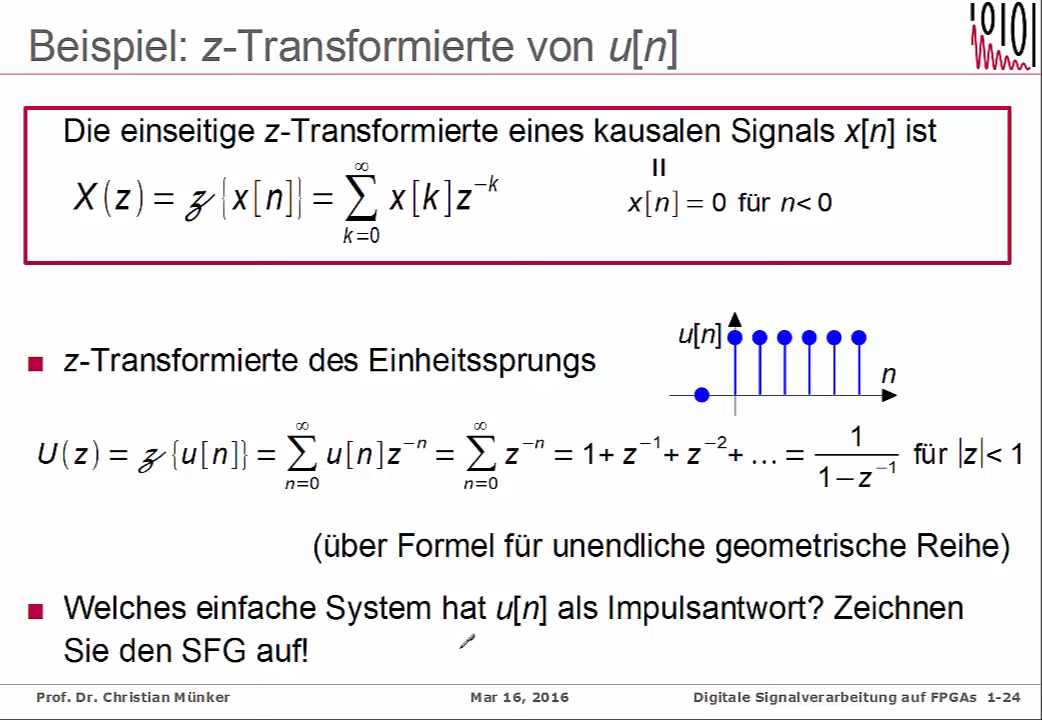 Beispiel: z-Transformierte von u[n]
Die einseitige z-Transformierte eines kausalen Signals x[n] ist
X(z) = 𝓏{x[n]} = ∑_{k=0}^{∞} x[k]z^{−k}
x[n] = 0 für n< 0
u[n]
n
■ z-Transformierte des Einheitssprungs
U(z) = 𝓏{u[n]} = ∑_{n=0}^{∞} u[n]z^{−n} = ∑_{n=0}^{∞} z^{−n} = 1+ z^{−1}+ z^{−2}+ … = 1/(1−z^{−1}) für |z|< 1
(über Formel für unendliche geometrische Reihe)
■ Welches einfache System hat u[n] als Impulsantwort? Zeichnen
Sie den SFG auf!
Prof. Dr. Christian Münker Mar 16, 2016 Digitale Signalverarbeitung auf FPGAs 1-24